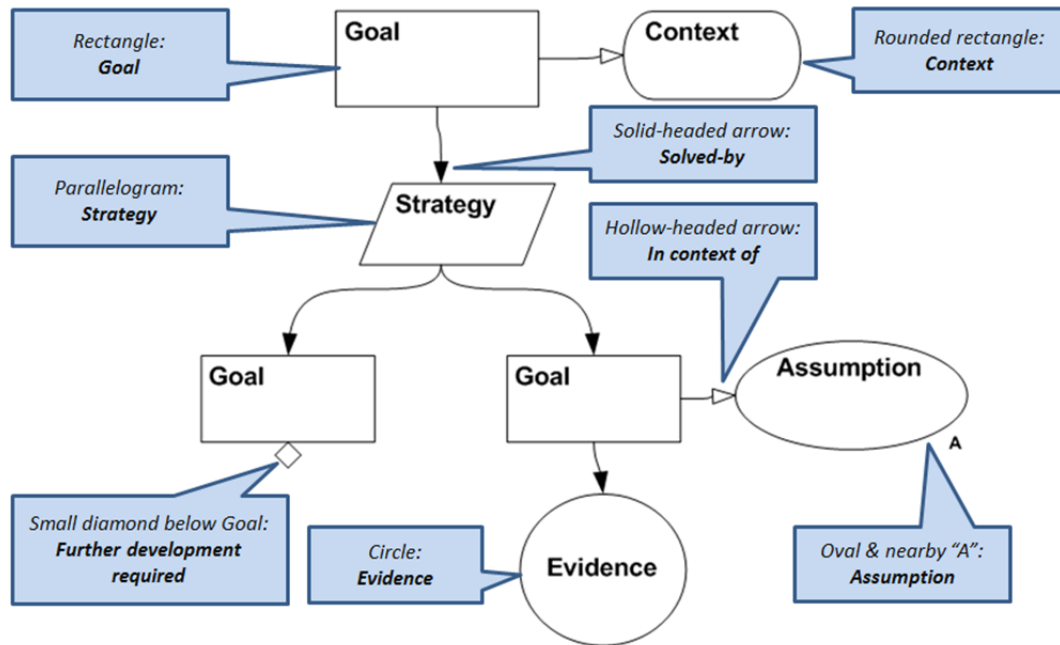 Rectangle:
Goal
Goal
Context
Rounded rectangle:
Context
Solid-headed arrow:
Solved-by
Parallelogram:
Strategy
Strategy
Hollow-headed arrow:
In context of
Goal
Goal
Assumption
A
Small diamond below Goal:
Further development
required
Circle:
Evidence
Evidence
Oval & nearby “A”:
Assumption